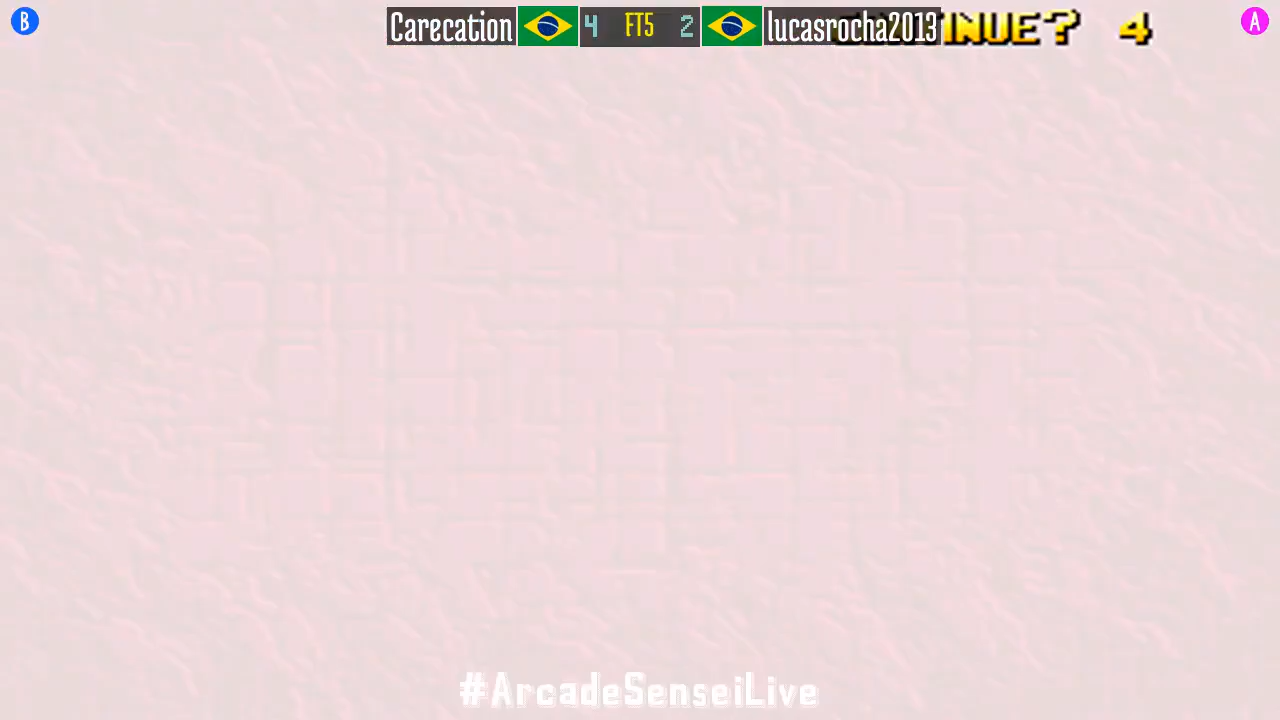 B Carecation 4 FT5 2 lucasrocha2013 INUE? 4 A
#ArcadeSenseiLive